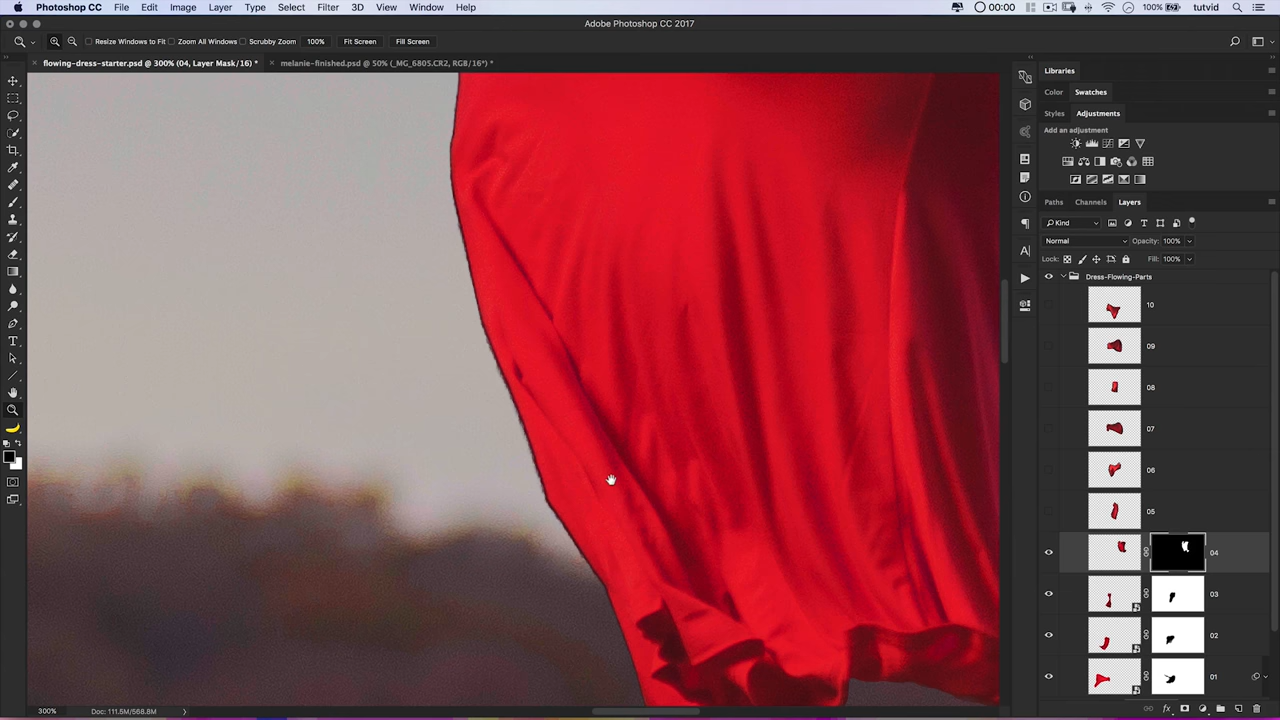 Photoshop CC File Edit Image Layer Type Select Filter 3D View Window Help 00:00 100% tutvid
Adobe Photoshop CC 2017
Resize Windows to Fit Zoom All Windows Scrubby Zoom 100% Fit Screen Fill Screen
flowing-dress-starter.psd @ 300% (04, Layer Mask/16) * melanie-finished.psd @ 50% (_MG_6805.CR2, RGB/16*) *
Libraries
Color Swatches
Styles Adjustments
Add an adjustment
Paths Channels Layers
Kind
Normal Opacity: 100%
Lock: Fill: 100%
Dress-Flowing-Parts
10
09
08
07
06
05
04
03
02
01
300% Doc: 111.5M/568.8M